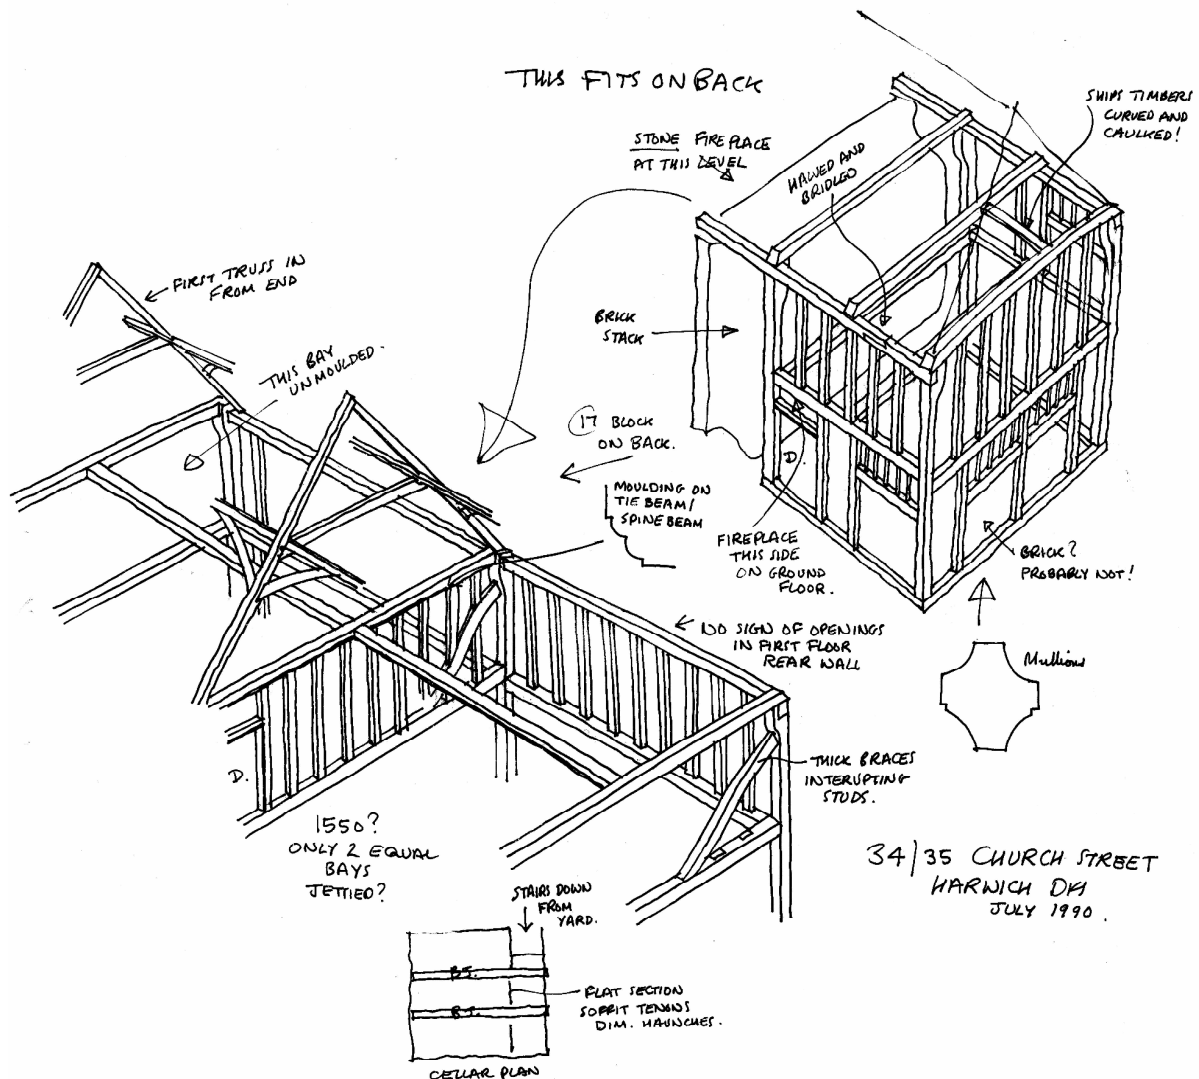 THIS FITS ON BACK
SHIPS TIMBERS
CURVED AND
CAULKED!
STONE FIREPLACE
AT THIS LEVEL
HALVED AND
BRIDLED
FIRST TRUSS IN
FROM END
BRICK
STACK
THIS BAY
UNMOULDED.
17 BLOCK
ON BACK.
MOULDING ON
TIE BEAM/
SPINE BEAM
D.
FIREPLACE
THIS SIDE
ON GROUND
FLOOR.
BRICK?
PROBABLY NOT!
NO SIGN OF OPENINGS
IN FIRST FLOOR
REAR WALL
Mullions
D.
THICK BRACES
INTERUPTING
STUDS.
1550?
ONLY 2 EQUAL
BAYS
JETTIED?
34/35 CHURCH STREET
HARWICH DA
JULY 1990.
STAIRS DOWN
FROM
YARD.
B.J.
B.J.
FLAT SECTION
SOFFIT TENONS
DIM. HAUNCHES.
CELLAR PLAN